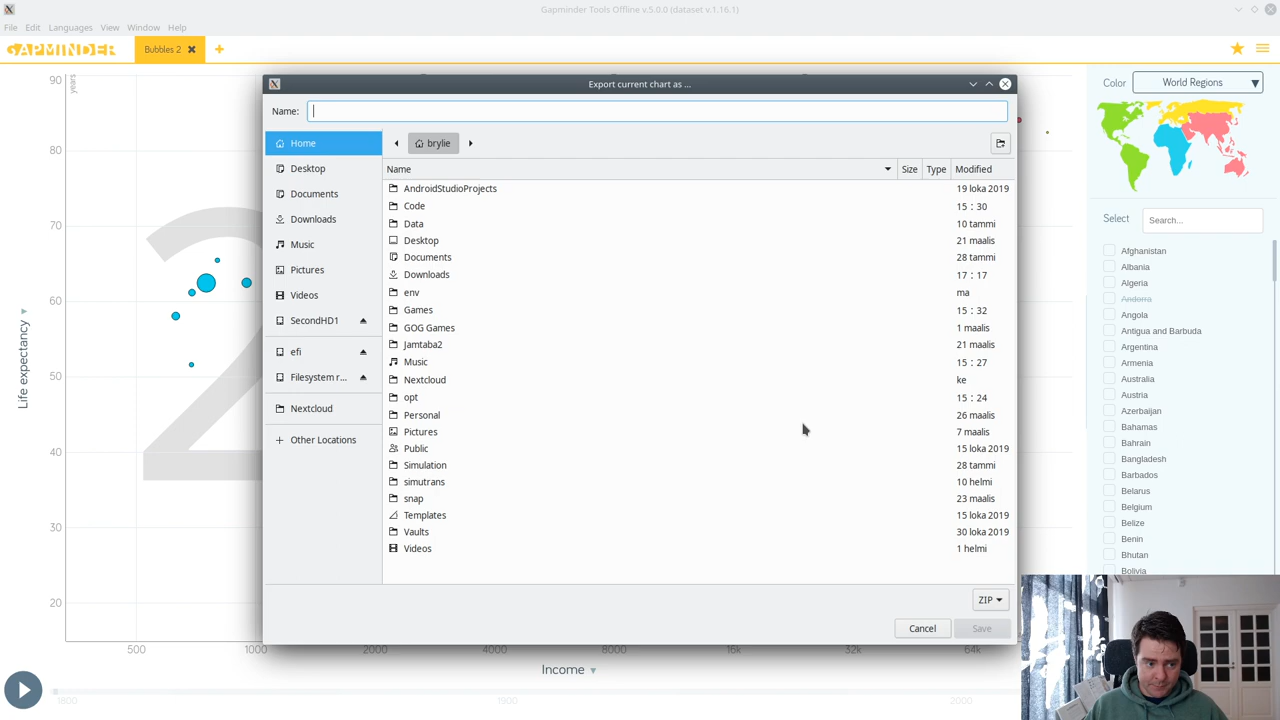 Gapminder Tools Offline v.5.0.0 (dataset v.1.16.1)
File Edit Languages View Window Help
GAPMINDER Bubbles 2
Export current chart as ...
Name:
Home
Desktop
Documents
Downloads
Music
Pictures
Videos
SecondHD1
efi
Filesystem r...
Nextcloud
Other Locations
brylie
Name Size Type Modified
AndroidStudioProjects 19 loka 2019
Code 15 : 30
Data 10 tammi
Desktop 21 maalis
Documents 28 tammi
Downloads 17 : 17
env ma
Games 15 : 32
GOG Games 1 maalis
Jamtaba2 21 maalis
Music 15 : 27
Nextcloud ke
opt 15 : 24
Personal 26 maalis
Pictures 7 maalis
Public 15 loka 2019
Simulation 28 tammi
simutrans 10 helmi
snap 23 maalis
Templates 15 loka 2019
Vaults 30 loka 2019
Videos 1 helmi
ZIP
Cancel Save
years
90
80
70
60
50
40
30
20
2
Life expectancy
500 1000 2000 4000 8000 16k 32k 64k
Income
1800 1900 2000
Color World Regions
Select Search...
Afghanistan
Albania
Algeria
Andorra
Angola
Antigua and Barbuda
Argentina
Armenia
Australia
Austria
Azerbaijan
Bahamas
Bahrain
Bangladesh
Barbados
Belarus
Belgium
Belize
Benin
Bhutan
Bolivia